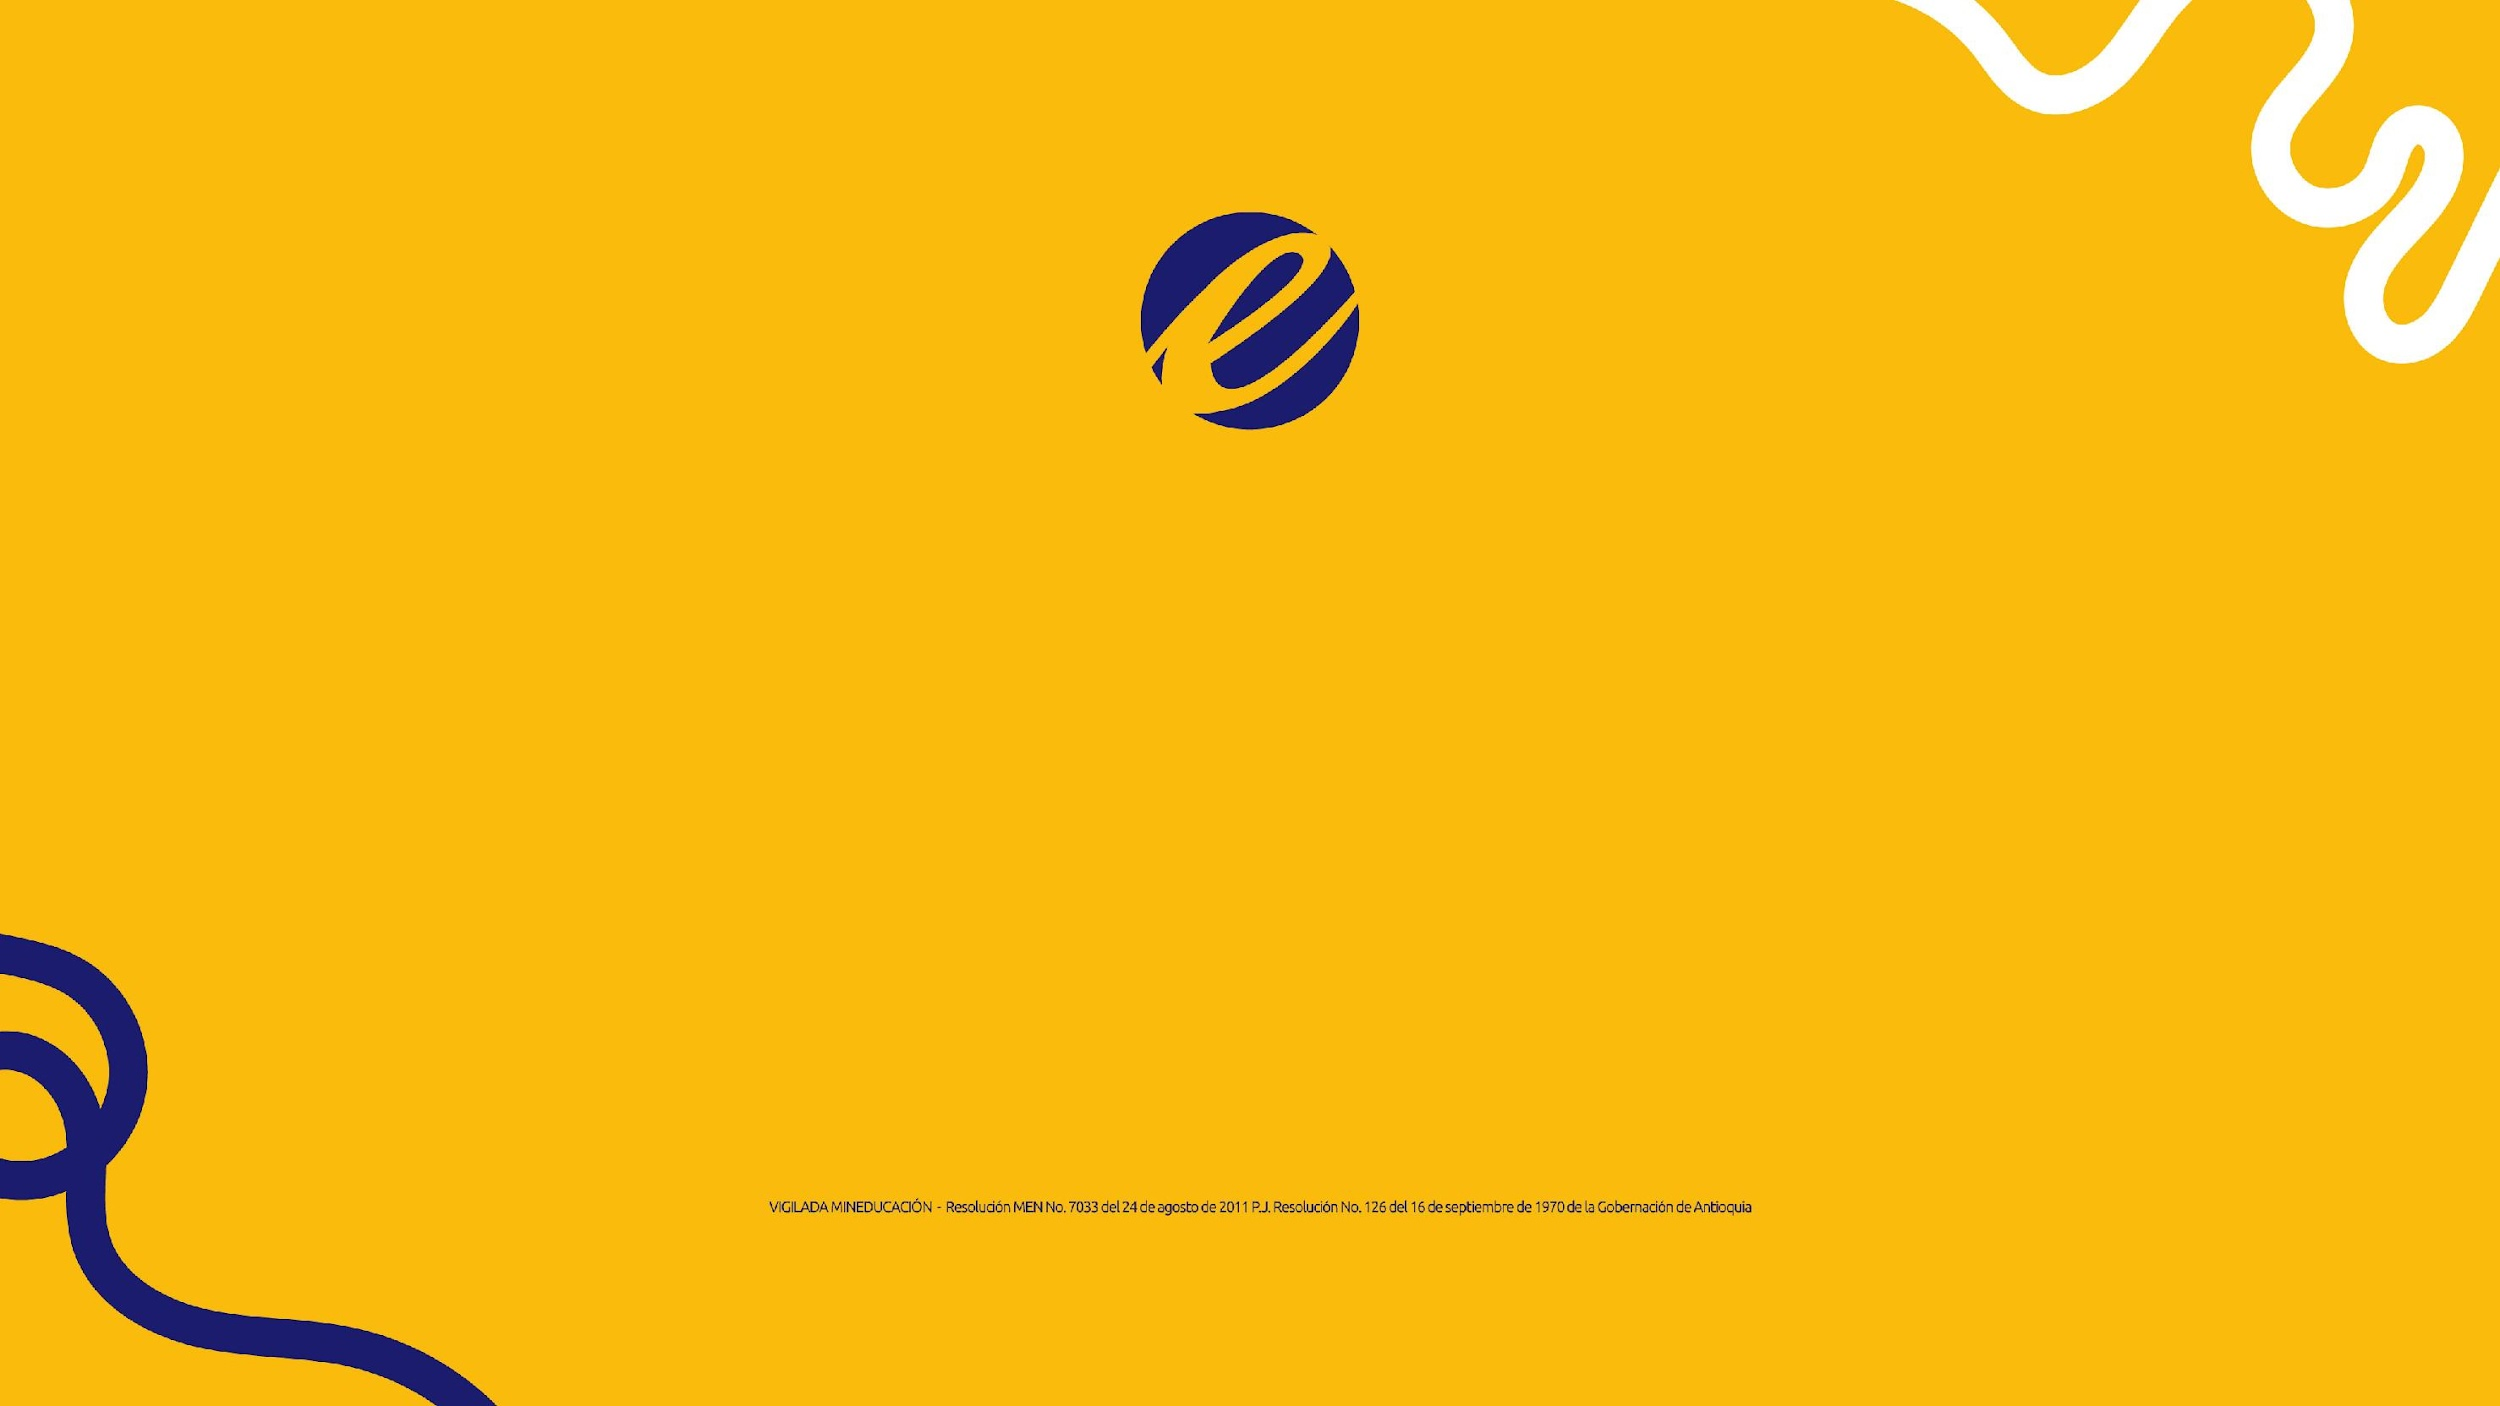 VIGILADA MINEDUCACIÓN - Resolución MEN No. 7033 del 24 de agosto de 2011 P.J. Resolución No. 126 del 16 de septiembre de 1970 de la Gobernación de Antioquia